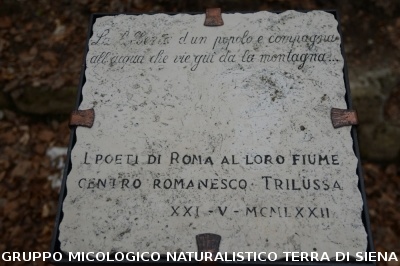 La bellezza d'un popolo è compagna
all'acqua che vie' giù da la montagna...
I POETI DI ROMA AL LORO FIUME
CENTRO ROMANESCO TRILUSSA
XXI - V - MCMLXXII
GRUPPO MICOLOGICO NATURALISTICO TERRA DI SIENA